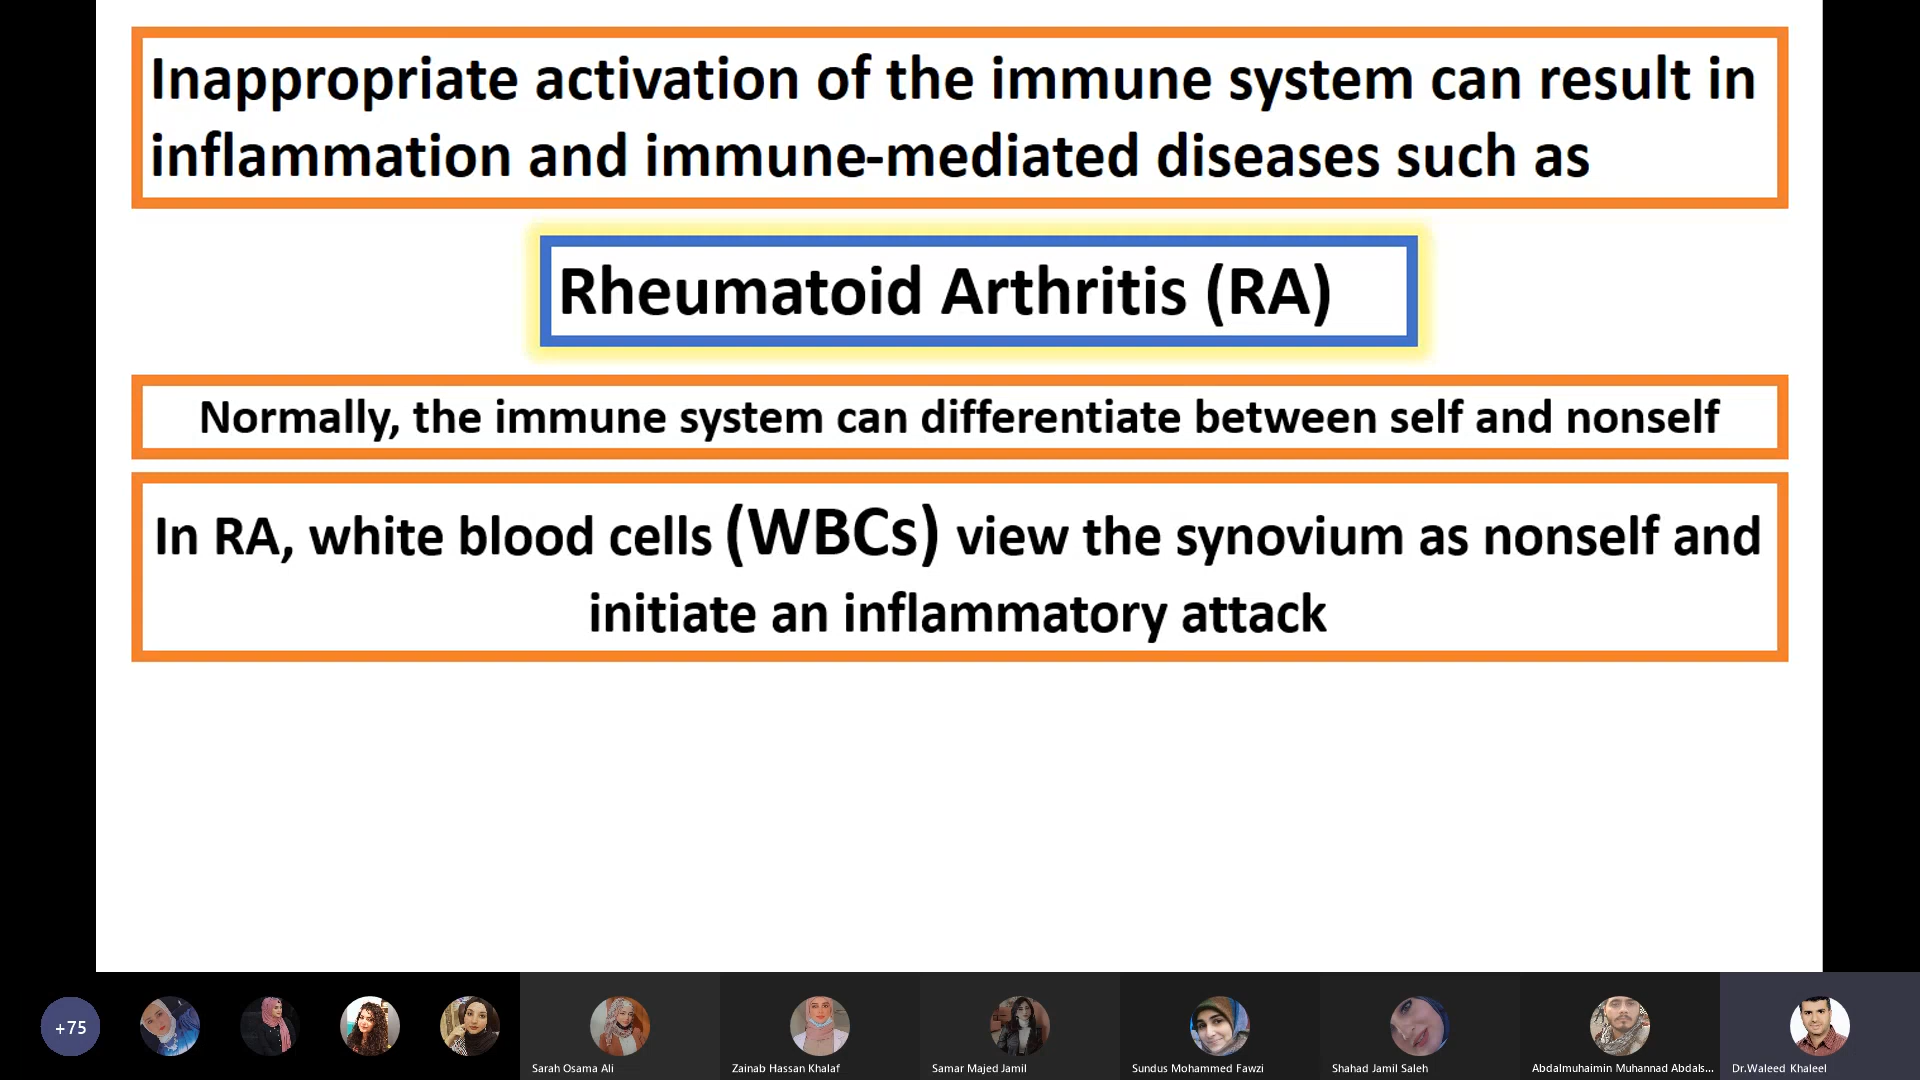 Inappropriate activation of the immune system can result in
inflammation and immune-mediated diseases such as
Rheumatoid Arthritis (RA)
Normally, the immune system can differentiate between self and nonself
In RA, white blood cells (WBCs) view the synovium as nonself and
initiate an inflammatory attack
+75
Sarah Osama Ali
Zainab Hassan Khalaf
Samar Majed Jamil
Sundus Mohammed Fawzi
Shahad Jamil Saleh
Abdalmuhaimin Muhannad Abdals...
Dr.Waleed Khaleel